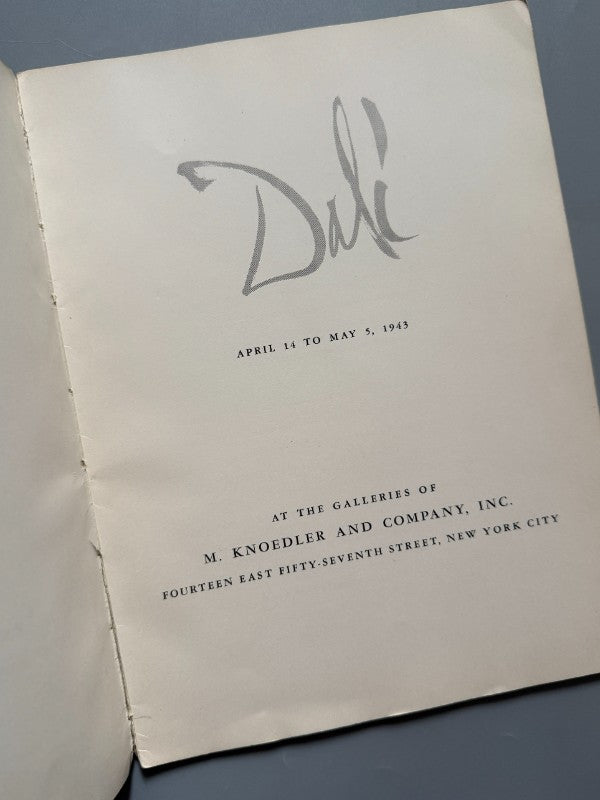 Dalí
APRIL 14 TO MAY 5, 1943
AT THE GALLERIES OF
M. KNOEDLER AND COMPANY, INC.
FOURTEEN EAST FIFTY-SEVENTH STREET, NEW YORK CITY